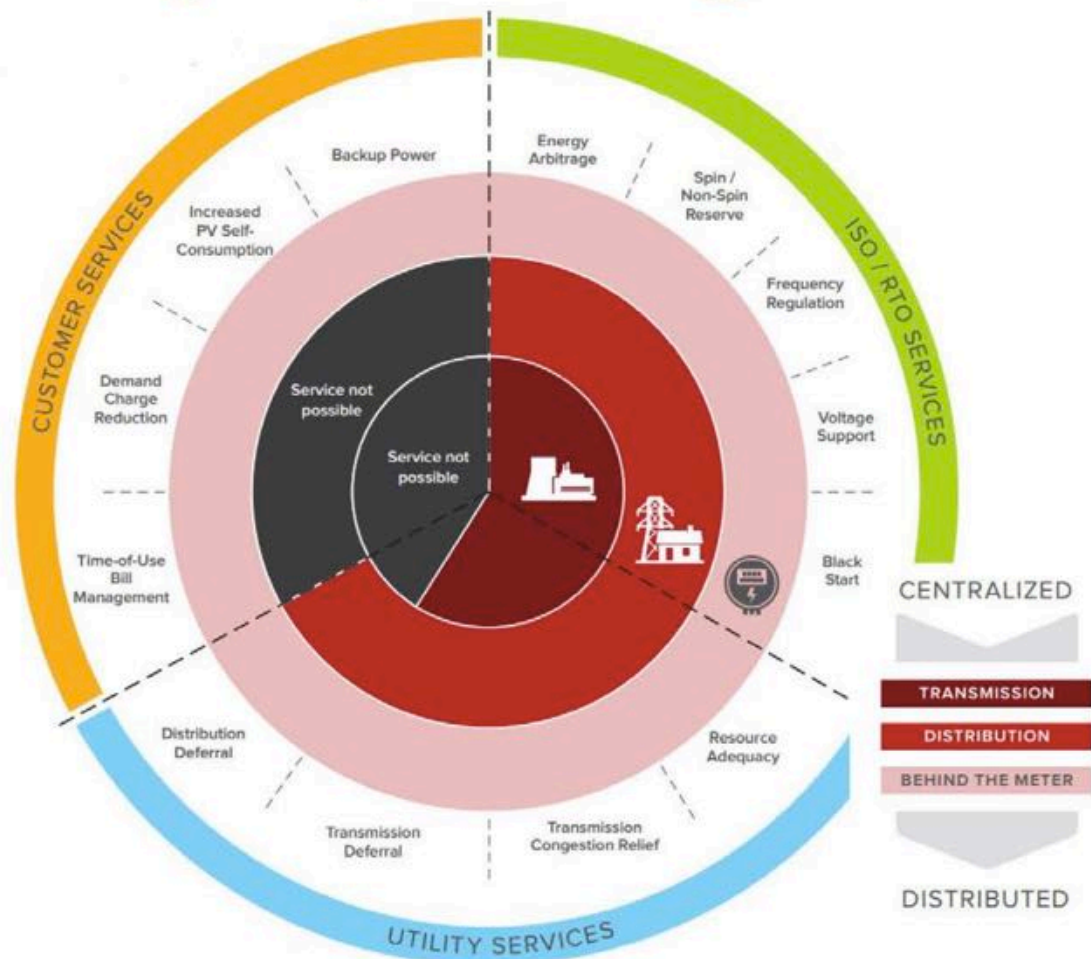 CUSTOMER SERVICES
ISO / RTO SERVICES
UTILITY SERVICES
Backup Power
Increased
PV Self-
Consumption
Demand
Charge
Reduction
Time-of-Use
Bill
Management
Energy
Arbitrage
Spin /
Non-Spin
Reserve
Frequency
Regulation
Voltage
Support
Black
Start
Resource
Adequacy
Transmission
Congestion Relief
Transmission
Deferral
Distribution
Deferral
Service not
possible
Service not
possible
CENTRALIZED
TRANSMISSION
DISTRIBUTION
BEHIND THE METER
DISTRIBUTED